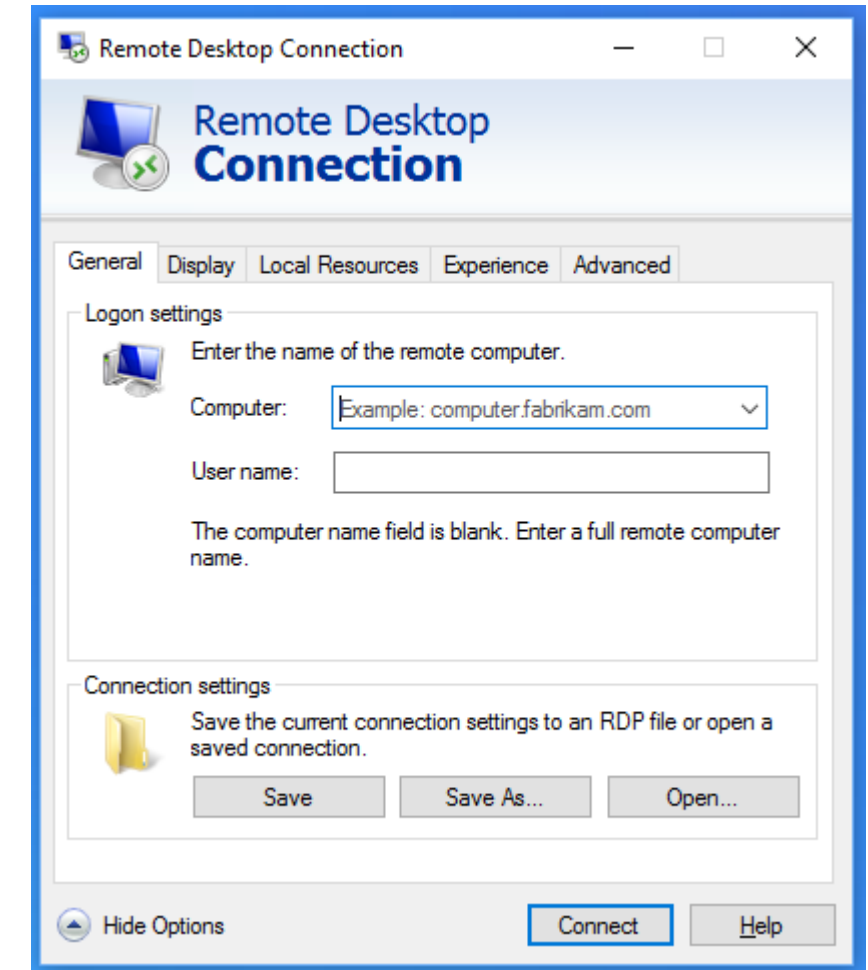 Remote Desktop Connection
Remote Desktop
Connection
General Display Local Resources Experience Advanced
Logon settings
Enter the name of the remote computer.
Computer: Example: computer.fabrikam.com
User name:
The computer name field is blank. Enter a full remote computer
name.
Connection settings
Save the current connection settings to an RDP file or open a
saved connection.
Save Save As... Open...
Hide Options Connect Help